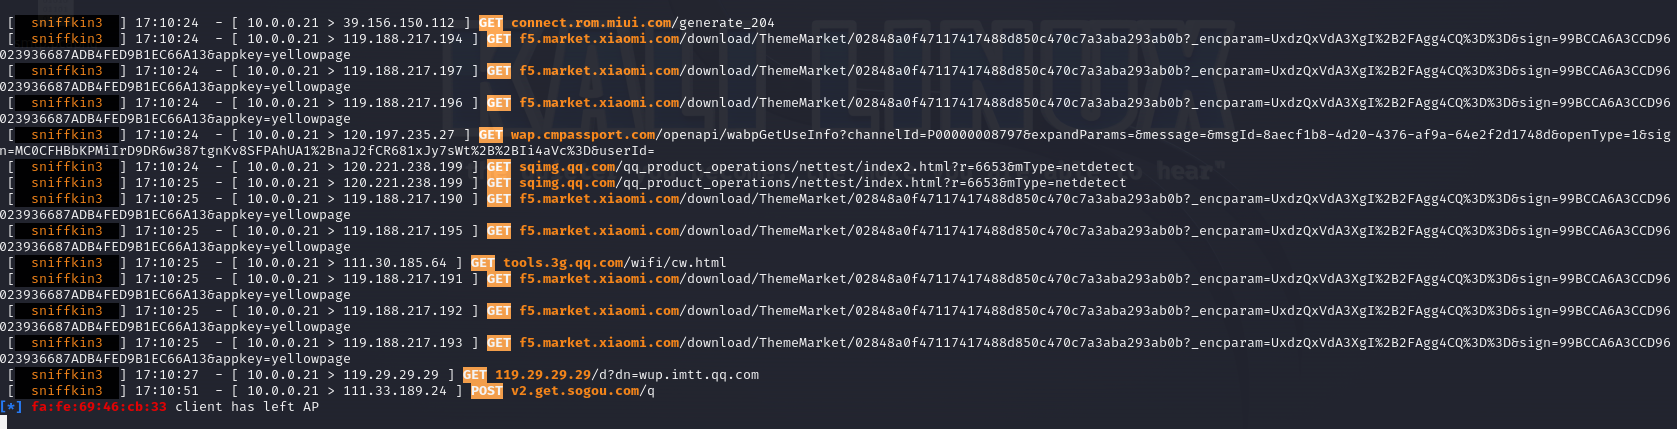 [  sniffkin3  ] 17:10:24  - [ 10.0.0.21 > 39.156.150.112 ] GET connect.rom.miui.com/generate_204
[  sniffkin3  ] 17:10:24  - [ 10.0.0.21 > 119.188.217.194 ] GET f5.market.xiaomi.com/download/ThemeMarket/02848a0f47117417488d850c470c7a3aba293ab0b?_encparam=UxdzQxVdA3XgI%2B2FAgg4CQ%3D%3D&sign=99BCCA6A3CCD96
023936687ADB4FED9B1EC66A13&appkey=yellowpage
[  sniffkin3  ] 17:10:24  - [ 10.0.0.21 > 119.188.217.197 ] GET f5.market.xiaomi.com/download/ThemeMarket/02848a0f47117417488d850c470c7a3aba293ab0b?_encparam=UxdzQxVdA3XgI%2B2FAgg4CQ%3D%3D&sign=99BCCA6A3CCD96
023936687ADB4FED9B1EC66A13&appkey=yellowpage
[  sniffkin3  ] 17:10:24  - [ 10.0.0.21 > 119.188.217.196 ] GET f5.market.xiaomi.com/download/ThemeMarket/02848a0f47117417488d850c470c7a3aba293ab0b?_encparam=UxdzQxVdA3XgI%2B2FAgg4CQ%3D%3D&sign=99BCCA6A3CCD96
023936687ADB4FED9B1EC66A13&appkey=yellowpage
[  sniffkin3  ] 17:10:24  - [ 10.0.0.21 > 120.197.235.27 ] GET wap.cmpassport.com/openapi/wabpGetUseInfo?channelId=P00000008797&expandParams=&message=&msgId=8aecf1b8-4d20-4376-af9a-64e2f2d1748d&openType=1&sig
n=MC0CFHBbKPMiIrD9DR6w387tgnKv8SFPAhUA1%2BnaJ2fCR681xJy7sWt%2B%2BIi4aVc%3D&userId=
[  sniffkin3  ] 17:10:24  - [ 10.0.0.21 > 120.221.238.199 ] GET sqimg.qq.com/qq_product_operations/nettest/index2.html?r=6653&mType=netdetect
[  sniffkin3  ] 17:10:25  - [ 10.0.0.21 > 120.221.238.199 ] GET sqimg.qq.com/qq_product_operations/nettest/index.html?r=6653&mType=netdetect
[  sniffkin3  ] 17:10:25  - [ 10.0.0.21 > 119.188.217.190 ] GET f5.market.xiaomi.com/download/ThemeMarket/02848a0f47117417488d850c470c7a3aba293ab0b?_encparam=UxdzQxVdA3XgI%2B2FAgg4CQ%3D%3D&sign=99BCCA6A3CCD96
023936687ADB4FED9B1EC66A13&appkey=yellowpage
[  sniffkin3  ] 17:10:25  - [ 10.0.0.21 > 119.188.217.195 ] GET f5.market.xiaomi.com/download/ThemeMarket/02848a0f47117417488d850c470c7a3aba293ab0b?_encparam=UxdzQxVdA3XgI%2B2FAgg4CQ%3D%3D&sign=99BCCA6A3CCD96
023936687ADB4FED9B1EC66A13&appkey=yellowpage
[  sniffkin3  ] 17:10:25  - [ 10.0.0.21 > 111.30.185.64 ] GET tools.3g.qq.com/wifi/cw.html
[  sniffkin3  ] 17:10:25  - [ 10.0.0.21 > 119.188.217.191 ] GET f5.market.xiaomi.com/download/ThemeMarket/02848a0f47117417488d850c470c7a3aba293ab0b?_encparam=UxdzQxVdA3XgI%2B2FAgg4CQ%3D%3D&sign=99BCCA6A3CCD96
023936687ADB4FED9B1EC66A13&appkey=yellowpage
[  sniffkin3  ] 17:10:25  - [ 10.0.0.21 > 119.188.217.192 ] GET f5.market.xiaomi.com/download/ThemeMarket/02848a0f47117417488d850c470c7a3aba293ab0b?_encparam=UxdzQxVdA3XgI%2B2FAgg4CQ%3D%3D&sign=99BCCA6A3CCD96
023936687ADB4FED9B1EC66A13&appkey=yellowpage
[  sniffkin3  ] 17:10:25  - [ 10.0.0.21 > 119.188.217.193 ] GET f5.market.xiaomi.com/download/ThemeMarket/02848a0f47117417488d850c470c7a3aba293ab0b?_encparam=UxdzQxVdA3XgI%2B2FAgg4CQ%3D%3D&sign=99BCCA6A3CCD96
023936687ADB4FED9B1EC66A13&appkey=yellowpage
[  sniffkin3  ] 17:10:27  - [ 10.0.0.21 > 119.29.29.29 ] GET 119.29.29.29/d?dn=wup.imtt.qq.com
[  sniffkin3  ] 17:10:51  - [ 10.0.0.21 > 111.33.189.24 ] POST v2.get.sogou.com/q
[*] fa:fe:69:46:cb:33 client has left AP